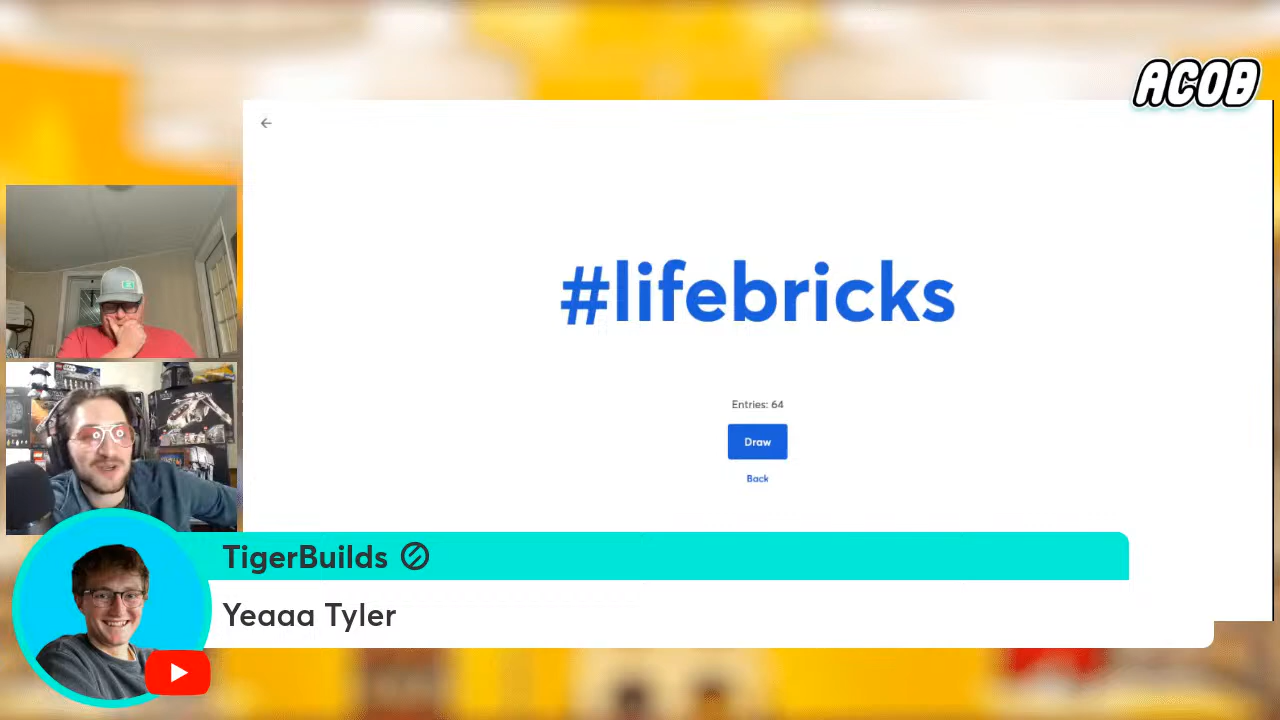 ACOB
#lifebricks
Entries: 64
Draw
Back
TigerBuilds
Yeaaa Tyler